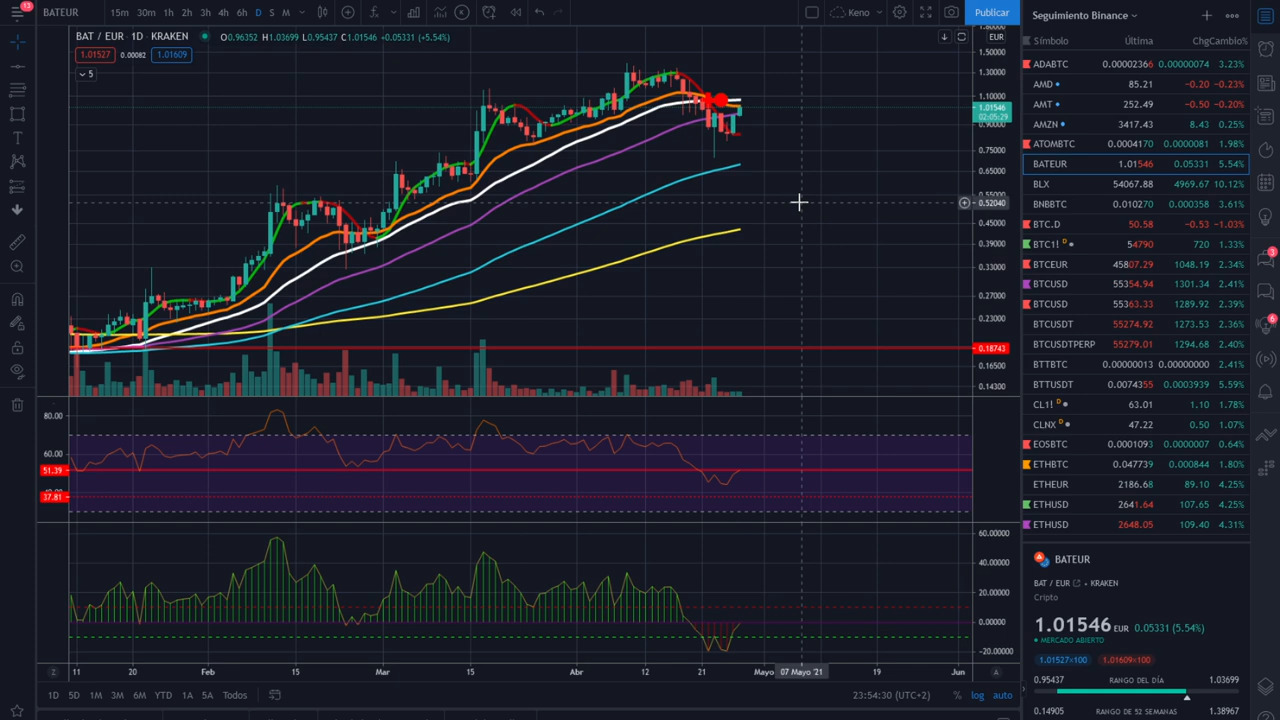 13
BATEUR
15m 30m 1h 2h 3h 4h 6h D S M
Keno
Publicar
BAT / EUR · 1D · KRAKEN O0.96352 H1.03699 L0.95437 C1.01546 +0.05331 (+5.54%)
1.01527 0.00082 1.01609
5
EUR
1.50000
1.30000
1.10000
1.01546
02:05:29
0.90000
0.75000
0.65000
0.55000
0.52040
0.45000
0.39000
0.33000
0.27000
0.23000
0.18743
0.16500
0.14300
80.00
60.00
51.39
37.81
60.00000
40.00000
20.00000
0.00000
-20.00000
11 20 Feb 15 Mar 15 Abr 12 21 Mayo 07 Mayo '21 19 Jun
Z
A
1D 5D 1M 3M 6M YTD 1A 5A Todos
23:54:30 (UTC+2) % log auto
Seguimiento Binance
Símbolo Última Chg Cambio%
ADABTC 0.00002366 0.00000074 3.23%
AMD 85.21 −0.20 −0.23%
AMT 252.49 −0.50 −0.20%
AMZN 3417.43 8.43 0.25%
ATOMBTC 0.0004170 0.0000081 1.98%
BATEUR 1.01546 0.05331 5.54%
BLX 54067.88 4969.67 10.12%
BNBBTC 0.010270 0.000358 3.61%
BTC.D 50.58 −0.53 −1.03%
BTC1! D 54790 720 1.33%
BTCEUR 45807.29 1048.19 2.34%
BTCUSD 55354.94 1301.34 2.41%
BTCUSD 55363.33 1289.92 2.39%
BTCUSDT 55274.92 1273.53 2.36%
BTCUSDTPERP 55279.01 1294.68 2.40%
BTTBTC 0.00000013 0.00000000 2.41%
BTTUSDT 0.0074355 0.0003939 5.59%
CL1! D 63.01 1.10 1.78%
CLNX D 47.22 0.50 1.07%
EOSBTC 0.0001093 0.0000007 0.64%
ETHBTC 0.047739 0.000844 1.80%
ETHEUR 2186.68 89.10 4.25%
ETHUSD 2641.64 107.65 4.25%
ETHUSD 2648.05 109.40 4.31%
BATEUR
BAT / EUR • KRAKEN
Cripto
1.01546 EUR 0.05331 (5.54%)
MERCADO ABIERTO
1.01527×100 1.01609×100
0.95437 RANGO DEL DÍA 1.03699
0.14905 RANGO DE 52 SEMANAS 1.38967
3
6